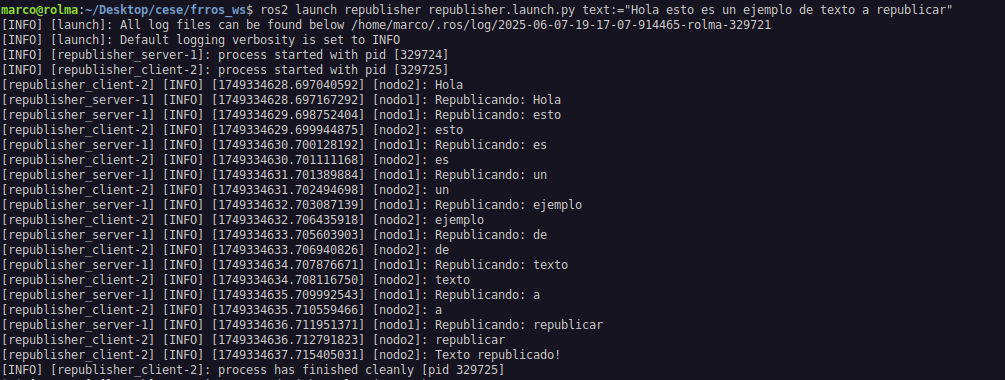 marco@rolma:~/Desktop/cese/frros_ws$ ros2 launch republisher republisher.launch.py text:="Hola esto es un ejemplo de texto a republicar"
[INFO] [launch]: All log files can be found below /home/marco/.ros/log/2025-06-07-19-17-07-914465-rolma-329721
[INFO] [launch]: Default logging verbosity is set to INFO
[INFO] [republisher_server-1]: process started with pid [329724]
[INFO] [republisher_client-2]: process started with pid [329725]
[republisher_client-2] [INFO] [1749334628.697040592] [nodo2]: Hola
[republisher_server-1] [INFO] [1749334628.697167292] [nodo1]: Republicando: Hola
[republisher_server-1] [INFO] [1749334629.698752404] [nodo1]: Republicando: esto
[republisher_client-2] [INFO] [1749334629.699944875] [nodo2]: esto
[republisher_server-1] [INFO] [1749334630.700128192] [nodo1]: Republicando: es
[republisher_client-2] [INFO] [1749334630.701111168] [nodo2]: es
[republisher_server-1] [INFO] [1749334631.701389884] [nodo1]: Republicando: un
[republisher_client-2] [INFO] [1749334631.702494698] [nodo2]: un
[republisher_server-1] [INFO] [1749334632.703087139] [nodo1]: Republicando: ejemplo
[republisher_client-2] [INFO] [1749334632.706435918] [nodo2]: ejemplo
[republisher_server-1] [INFO] [1749334633.705603903] [nodo1]: Republicando: de
[republisher_client-2] [INFO] [1749334633.706940826] [nodo2]: de
[republisher_server-1] [INFO] [1749334634.707876671] [nodo1]: Republicando: texto
[republisher_client-2] [INFO] [1749334634.708116750] [nodo2]: texto
[republisher_server-1] [INFO] [1749334635.709992543] [nodo1]: Republicando: a
[republisher_client-2] [INFO] [1749334635.710559466] [nodo2]: a
[republisher_server-1] [INFO] [1749334636.711951371] [nodo1]: Republicando: republicar
[republisher_client-2] [INFO] [1749334636.712791823] [nodo2]: republicar
[republisher_client-2] [INFO] [1749334637.715405031] [nodo2]: Texto republicado!
[INFO] [republisher_client-2]: process has finished cleanly [pid 329725]